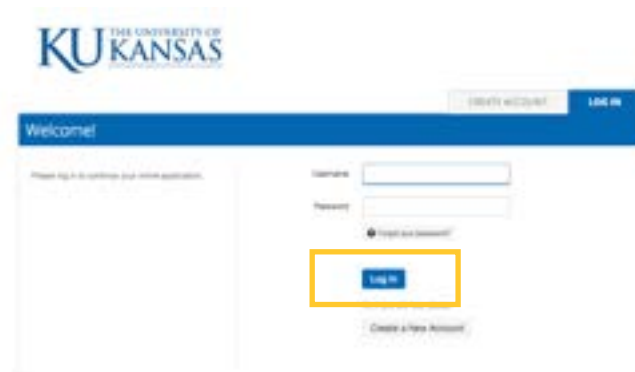 KU THE UNIVERSITY OF
KANSAS
CREATE ACCOUNT LOG IN
Welcome!
Please log in to continue your online application.
Username
Password
Forgot your password?
Log In
Create a New Account